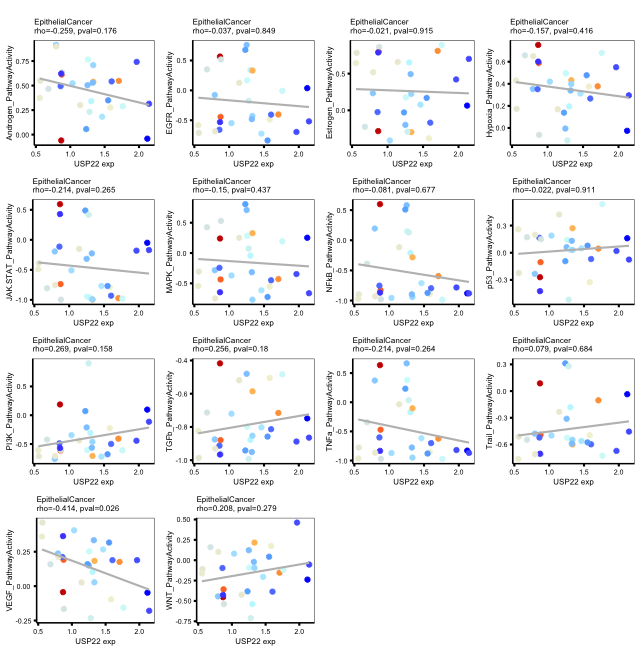 EpithelialCancer
rho=-0.259, pval=0.176
Androgen_PathwayActivity
0.75
0.50
0.25
0.00
0.5 1.0 1.5 2.0
USP22 exp
EpithelialCancer
rho=-0.037, pval=0.849
EGFR_PathwayActivity
0.5
0.0
-0.5
0.5 1.0 1.5 2.0
USP22 exp
EpithelialCancer
rho=-0.021, pval=0.915
Estrogen_PathwayActivity
0.5
0.0
0.5 1.0 1.5 2.0
USP22 exp
EpithelialCancer
rho=-0.157, pval=0.416
Hypoxia_PathwayActivity
0.6
0.4
0.2
0.0
0.5 1.0 1.5 2.0
USP22 exp
EpithelialCancer
rho=-0.214, pval=0.265
JAK.STAT_PathwayActivity
0.5
0.0
-0.5
-1.0
0.5 1.0 1.5 2.0
USP22 exp
EpithelialCancer
rho=-0.15, pval=0.437
MAPK_PathwayActivity
0.5
0.0
-0.5
0.5 1.0 1.5 2.0
USP22 exp
EpithelialCancer
rho=-0.081, pval=0.677
NFkB_PathwayActivity
0.5
0.0
-0.5
-1.0
0.5 1.0 1.5 2.0
USP22 exp
EpithelialCancer
rho=-0.022, pval=0.911
p53_PathwayActivity
0.3
0.0
-0.3
0.5 1.0 1.5 2.0
USP22 exp
EpithelialCancer
rho=0.269, pval=0.158
PI3K_PathwayActivity
0.5
0.0
-0.5
0.5 1.0 1.5 2.0
USP22 exp
EpithelialCancer
rho=0.256, pval=0.18
TGFb_PathwayActivity
-0.4
-0.6
-0.8
-1.0
0.5 1.0 1.5 2.0
USP22 exp
EpithelialCancer
rho=-0.214, pval=0.264
TNFa_PathwayActivity
0.5
0.0
-0.5
-1.0
0.5 1.0 1.5 2.0
USP22 exp
EpithelialCancer
rho=0.079, pval=0.684
Trail_PathwayActivity
0.3
0.0
-0.3
-0.6
0.5 1.0 1.5 2.0
USP22 exp
EpithelialCancer
rho=-0.414, pval=0.026
VEGF_PathwayActivity
0.25
0.00
-0.25
0.5 1.0 1.5 2.0
USP22 exp
EpithelialCancer
rho=0.208, pval=0.279
WNT_PathwayActivity
0.50
0.25
0.00
-0.25
-0.50
-0.75
0.5 1.0 1.5 2.0
USP22 exp